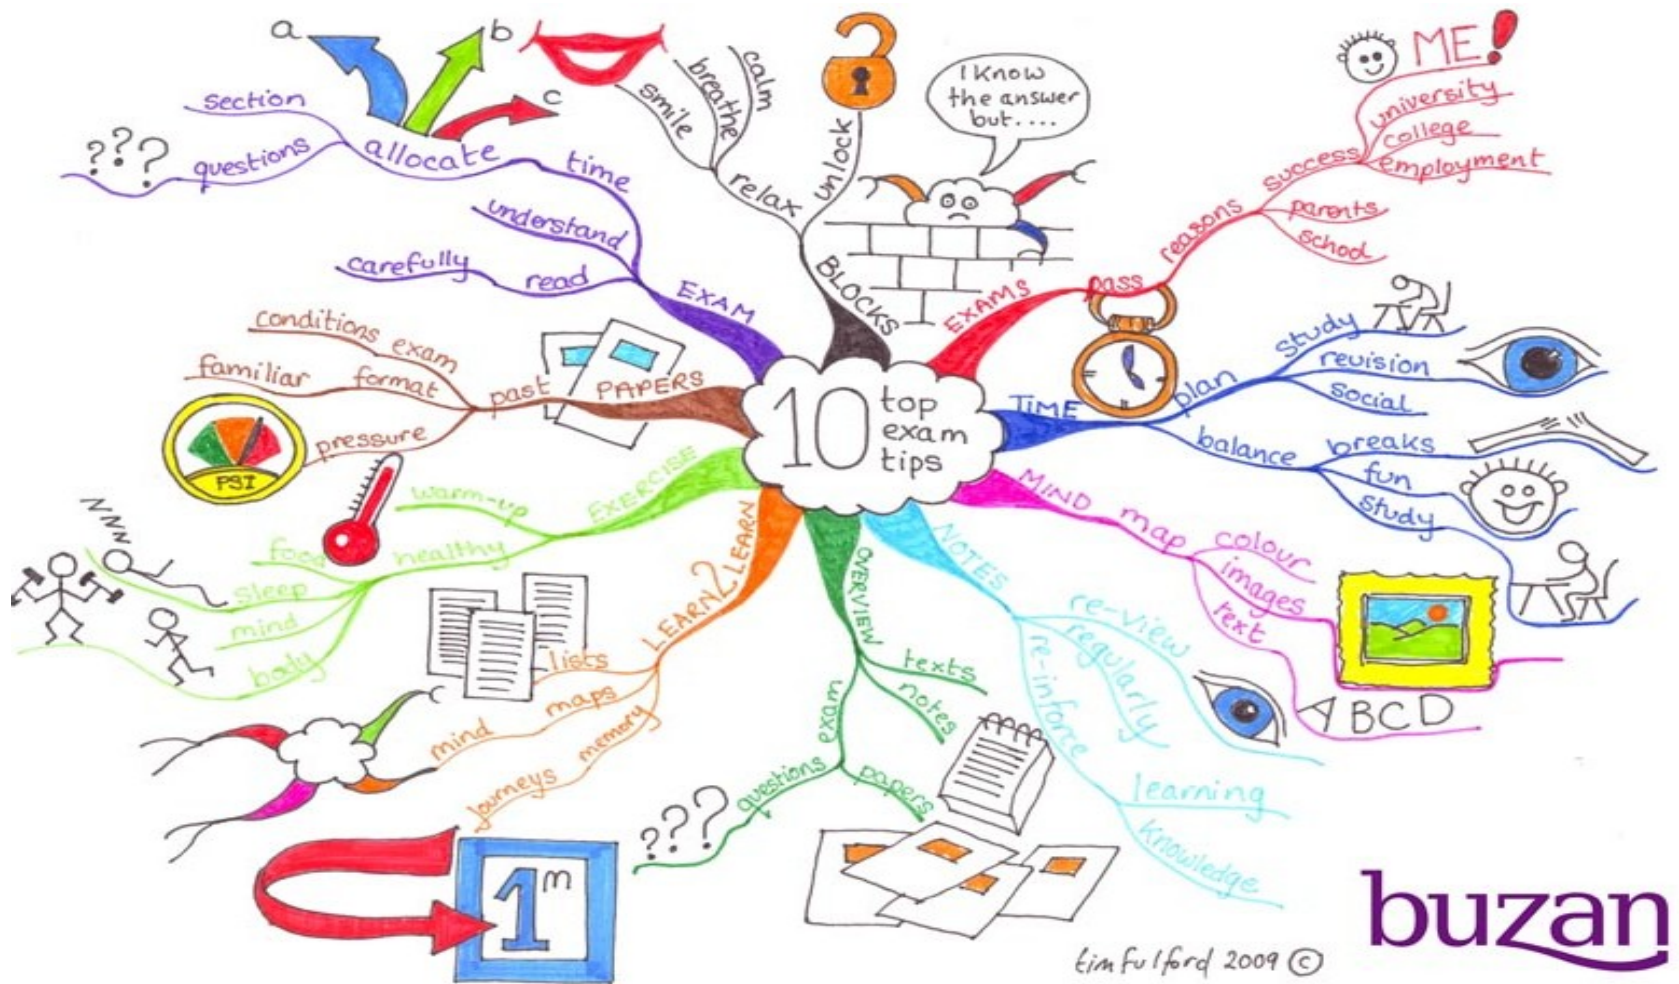 10
top
exam
tips
EXAMS
pass
reasons
success
ME!
university
college
employment
parents
school
TIME
plan
study
revision
social
balance
breaks
fun
study
MIND
map
colour
images
text
ABCD
NOTES
re-view
regularly
re-inforce
learning
knowledge
OVERVIEW
texts
notes
exam
papers
questions
???
LEARN 2 LEARN
lists
maps
mind
memory
journeys
1m
EXERCISE
warm-up
healthy
food
sleep
mind
body
NNN
PAPERS
past
exam
conditions
format
familiar
pressure
PSI
EXAM
time
allocate
section
questions
???
a
b
c
understand
read
carefully
BLOCKS
relax
smile
breathe
calm
unlock
I know
the answer
but....
tim fulford 2009 ©
buzan